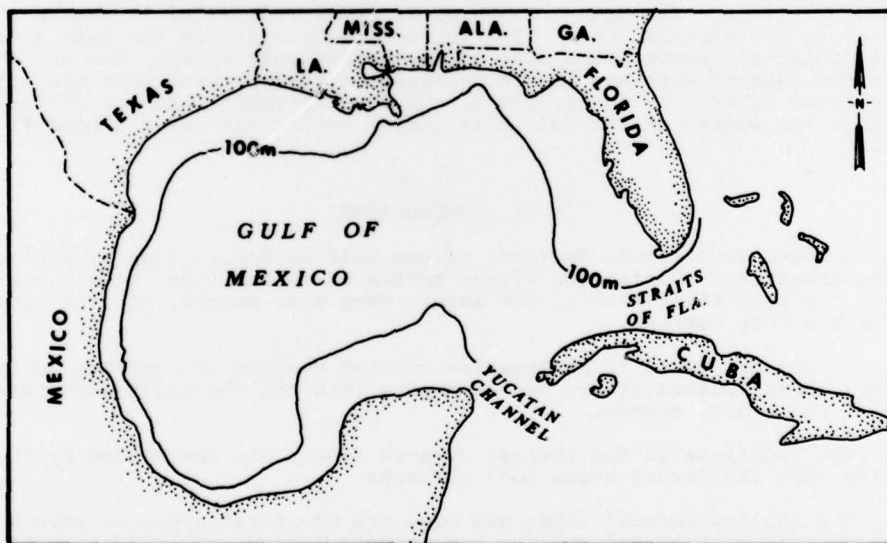 MISS.
ALA.
GA.
LA.
TEXAS
FLORIDA
N
100m
GULF OF
MEXICO
100m
STRAITS
OF FLA.
MEXICO
YUCATAN
CHANNEL
CUBA